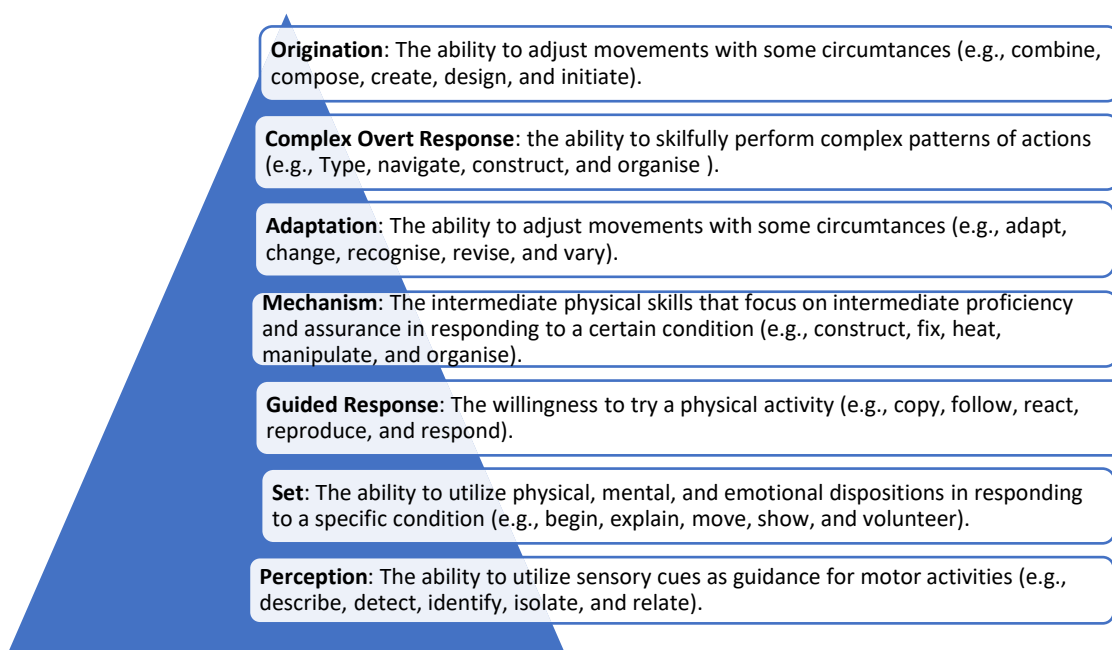 Origination: The ability to adjust movements with some circumtances (e.g., combine,
compose, create, design, and initiate).
Complex Overt Response: the ability to skilfully perform complex patterns of actions
(e.g., Type, navigate, construct, and organise ).
Adaptation: The ability to adjust movements with some circumtances (e.g., adapt,
change, recognise, revise, and vary).
Mechanism: The intermediate physical skills that focus on intermediate proficiency
and assurance in responding to a certain condition (e.g., construct, fix, heat,
manipulate, and organise).
Guided Response: The willingness to try a physical activity (e.g., copy, follow, react,
reproduce, and respond).
Set: The ability to utilize physical, mental, and emotional dispositions in responding
to a specific condition (e.g., begin, explain, move, show, and volunteer).
Perception: The ability to utilize sensory cues as guidance for motor activities (e.g.,
describe, detect, identify, isolate, and relate).